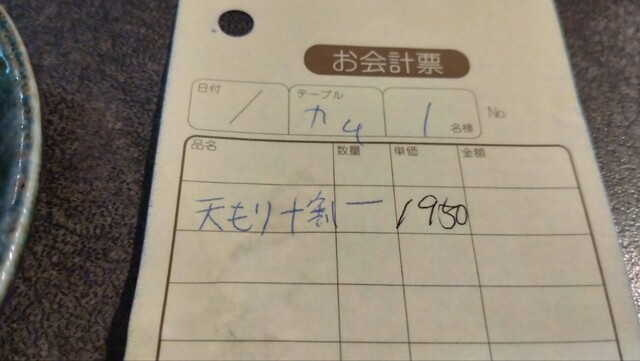 お会計票
日付 テーブル
/ カ4 1 名様 No
品名 数量 単価 金額
天もり十割 一 1950